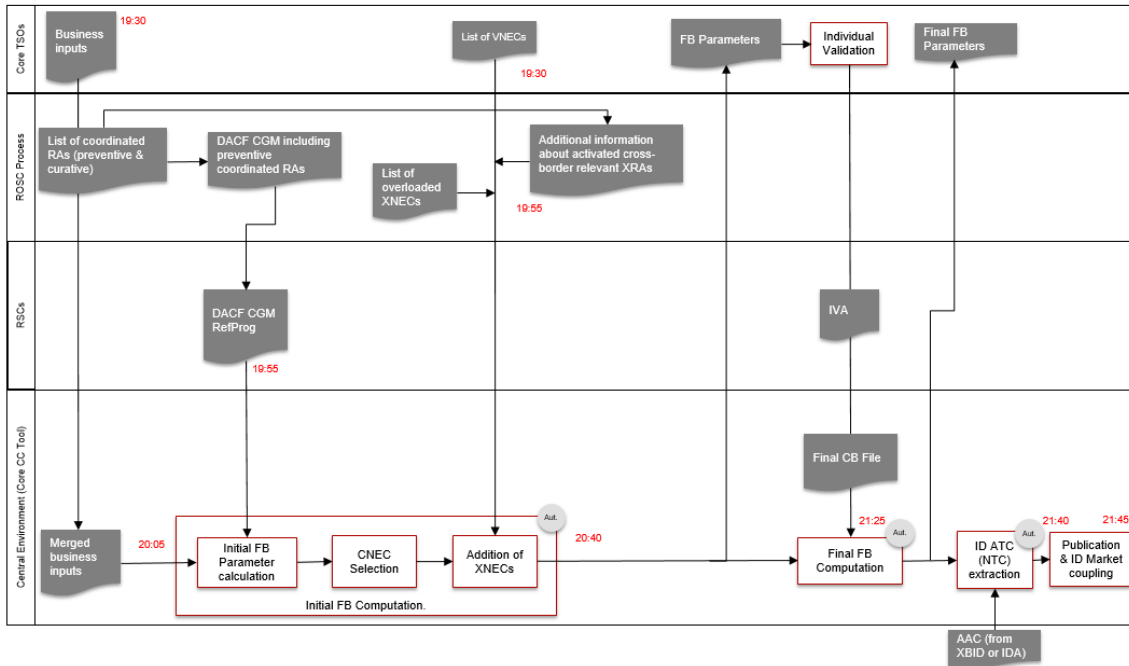 Core TSOs
Business
inputs
19:30
List of VNECs
19:30
FB Parameters
Individual
Validation
Final FB
Parameters
ROSC Process
List of coordinated
RAs (preventive &
curative)
DACF CGM including
preventive
coordinated RAs
List of
overloaded
XNECs
Additional information
about activated cross-
border relevant XRAs
19:55
RSCs
DACF CGM
RefProg
19:55
IVA
Central Environment (Core CC Tool)
Merged
business
inputs
20:05
Initial FB
Parameter
calculation
CNEC
Selection
Addition of
XNECs
Aut.
Initial FB Computation.
20:40
Final CB File
21:25
Aut.
Final FB
Computation
Aut.
21:40
ID ATC
(NTC)
extraction
21:45
Publication
& ID Market
coupling
AAC (from
XBID or IDA)